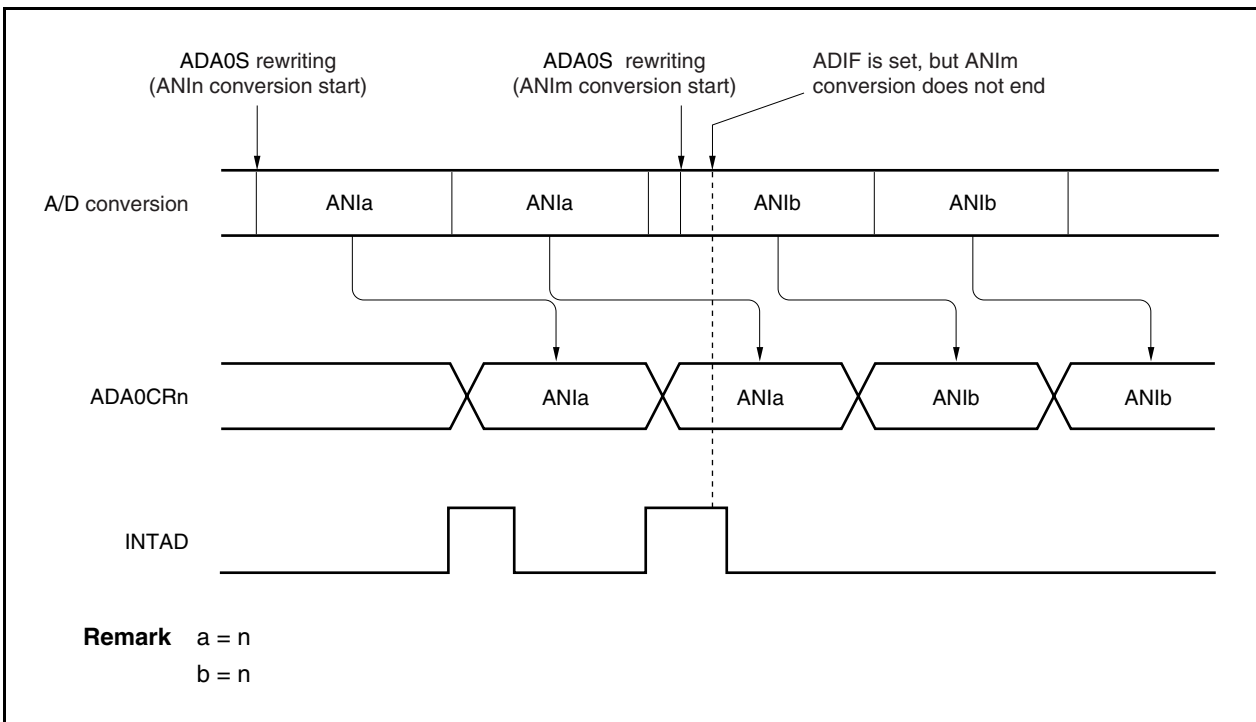 ADA0S rewriting
(ANIn conversion start)
ADA0S rewriting
(ANIm conversion start)
ADIF is set, but ANIm
conversion does not end
A/D conversion
ANIa
ANIa
ANIb
ANIb
ADA0CRn
ANIa
ANIa
ANIb
ANIb
INTAD
Remark a = n
b = n